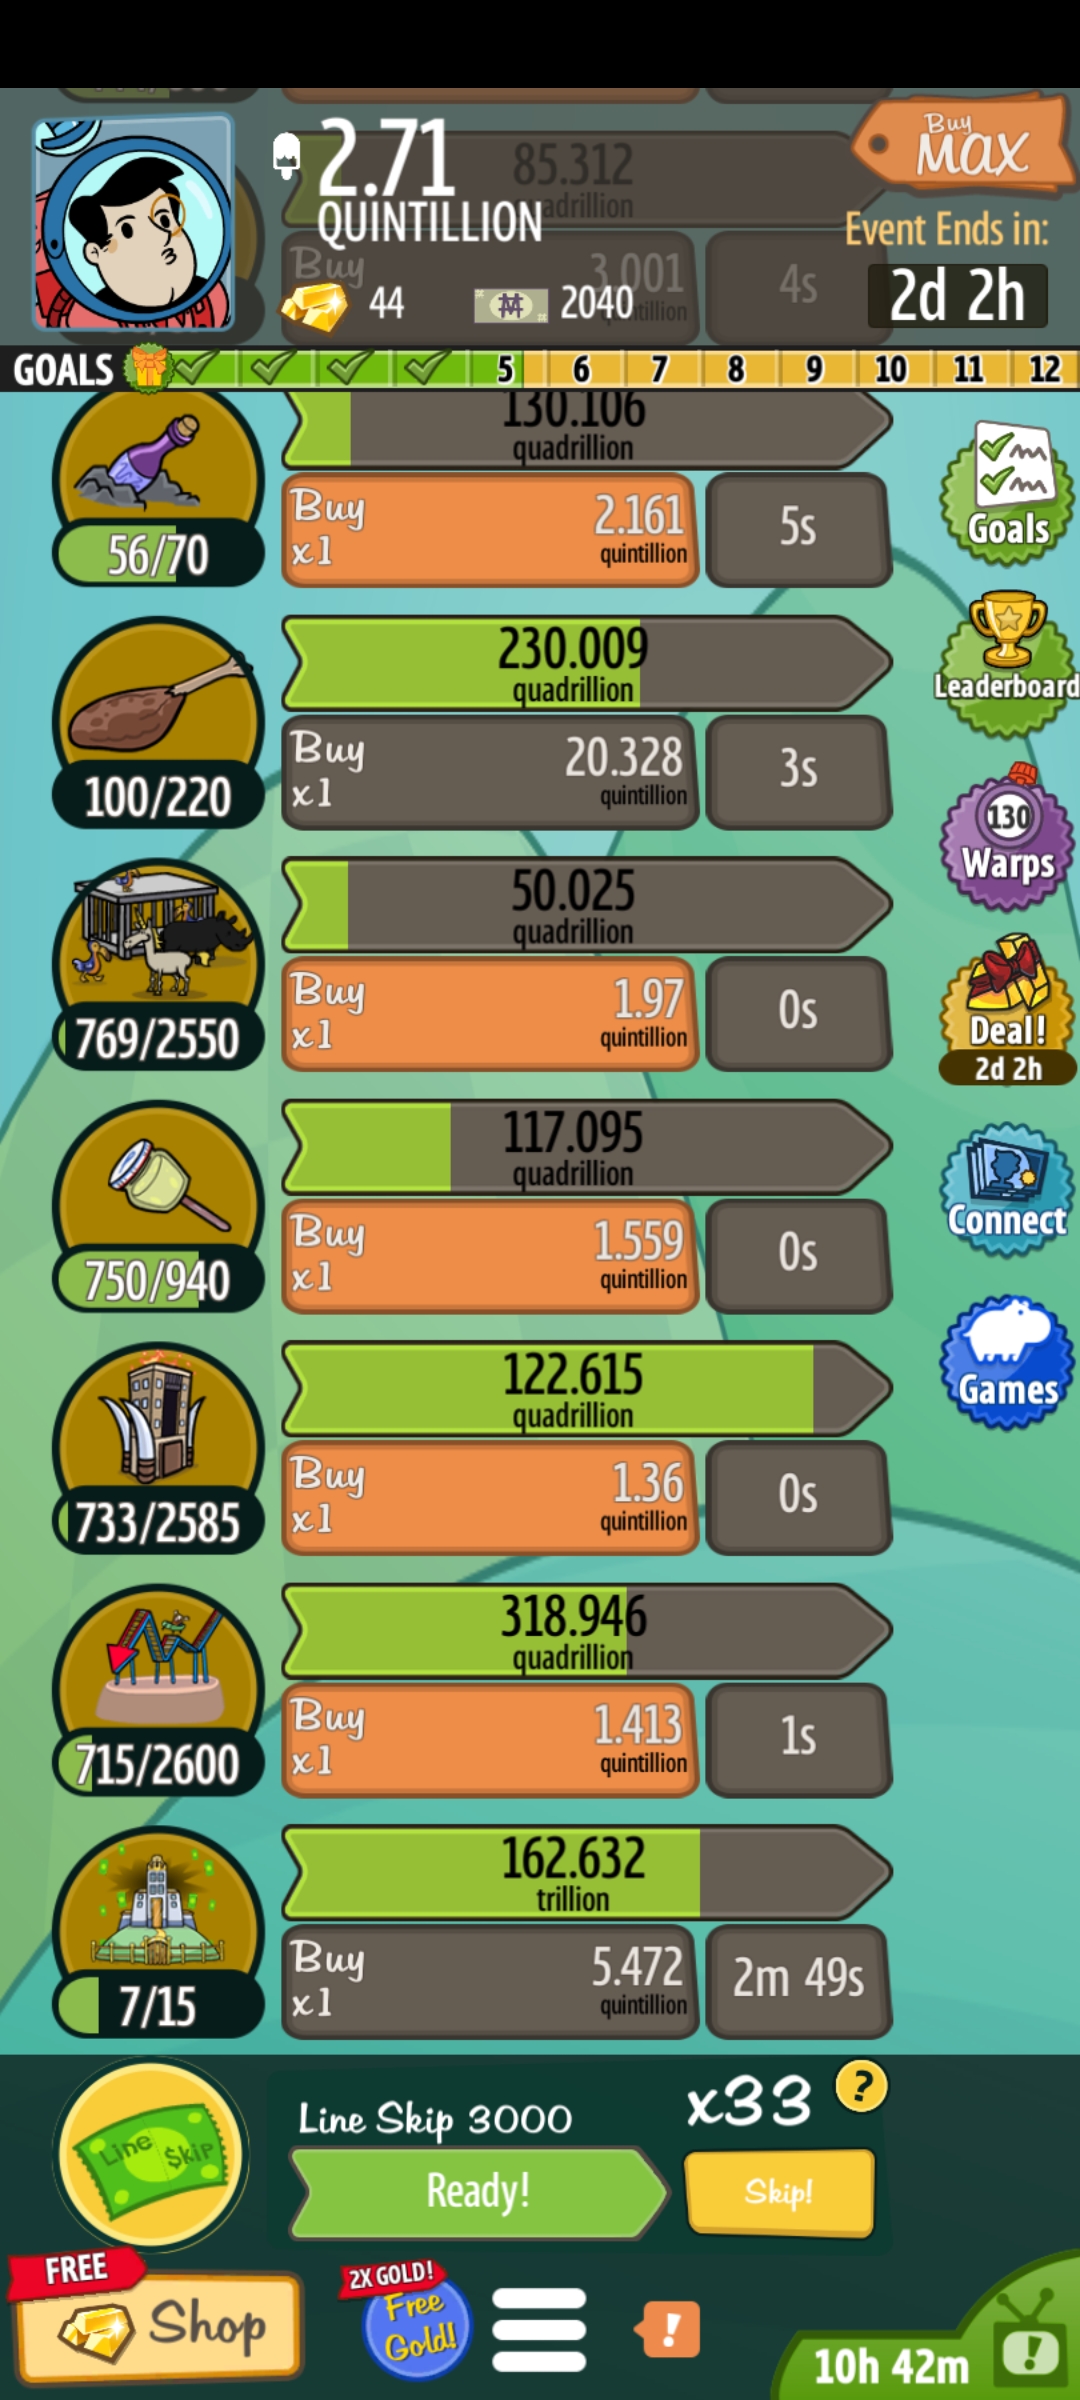 2.71
QUINTILLION
85.312
Buy
MAX
Event Ends in:
2d 2h
Buy
3.001
4s
44
2040
GOALS 5 6 7 8 9 10 11 12
130.106
quadrillion
Buy
x1
2.161
quintillion
5s
56/70
Goals
230.009
quadrillion
Buy
x1
20.328
quintillion
3s
100/220
Leaderboard
130
Warps
50.025
quadrillion
Buy
x1
1.97
quintillion
0s
769/2550
Deal!
2d 2h
117.095
quadrillion
Buy
x1
1.559
quintillion
0s
750/940
Connect
122.615
quadrillion
Buy
x1
1.36
quintillion
0s
733/2585
Games
318.946
quadrillion
Buy
x1
1.413
quintillion
1s
715/2600
162.632
trillion
Buy
x1
5.472
quintillion
2m 49s
7/15
Line $kip
Line Skip 3000
x33
?
Ready!
Skip!
FREE
Shop
2X GOLD!
Free
Gold!
!
10h 42m
!